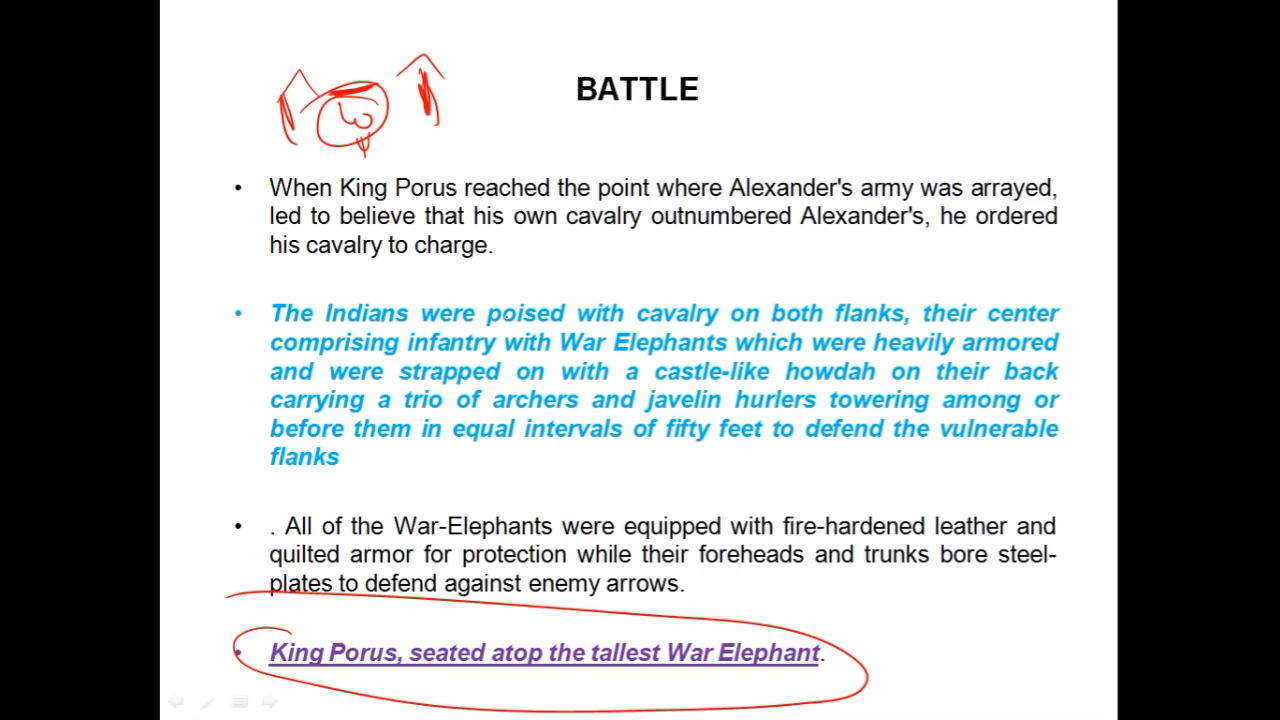 BATTLE
• When King Porus reached the point where Alexander's army was arrayed,
led to believe that his own cavalry outnumbered Alexander's, he ordered
his cavalry to charge.
• The Indians were poised with cavalry on both flanks, their center
comprising infantry with War Elephants which were heavily armored
and were strapped on with a castle-like howdah on their back
carrying a trio of archers and javelin hurlers towering among or
before them in equal intervals of fifty feet to defend the vulnerable
flanks
• . All of the War-Elephants were equipped with fire-hardened leather and
quilted armor for protection while their foreheads and trunks bore steel-
plates to defend against enemy arrows.
• King Porus, seated atop the tallest War Elephant.